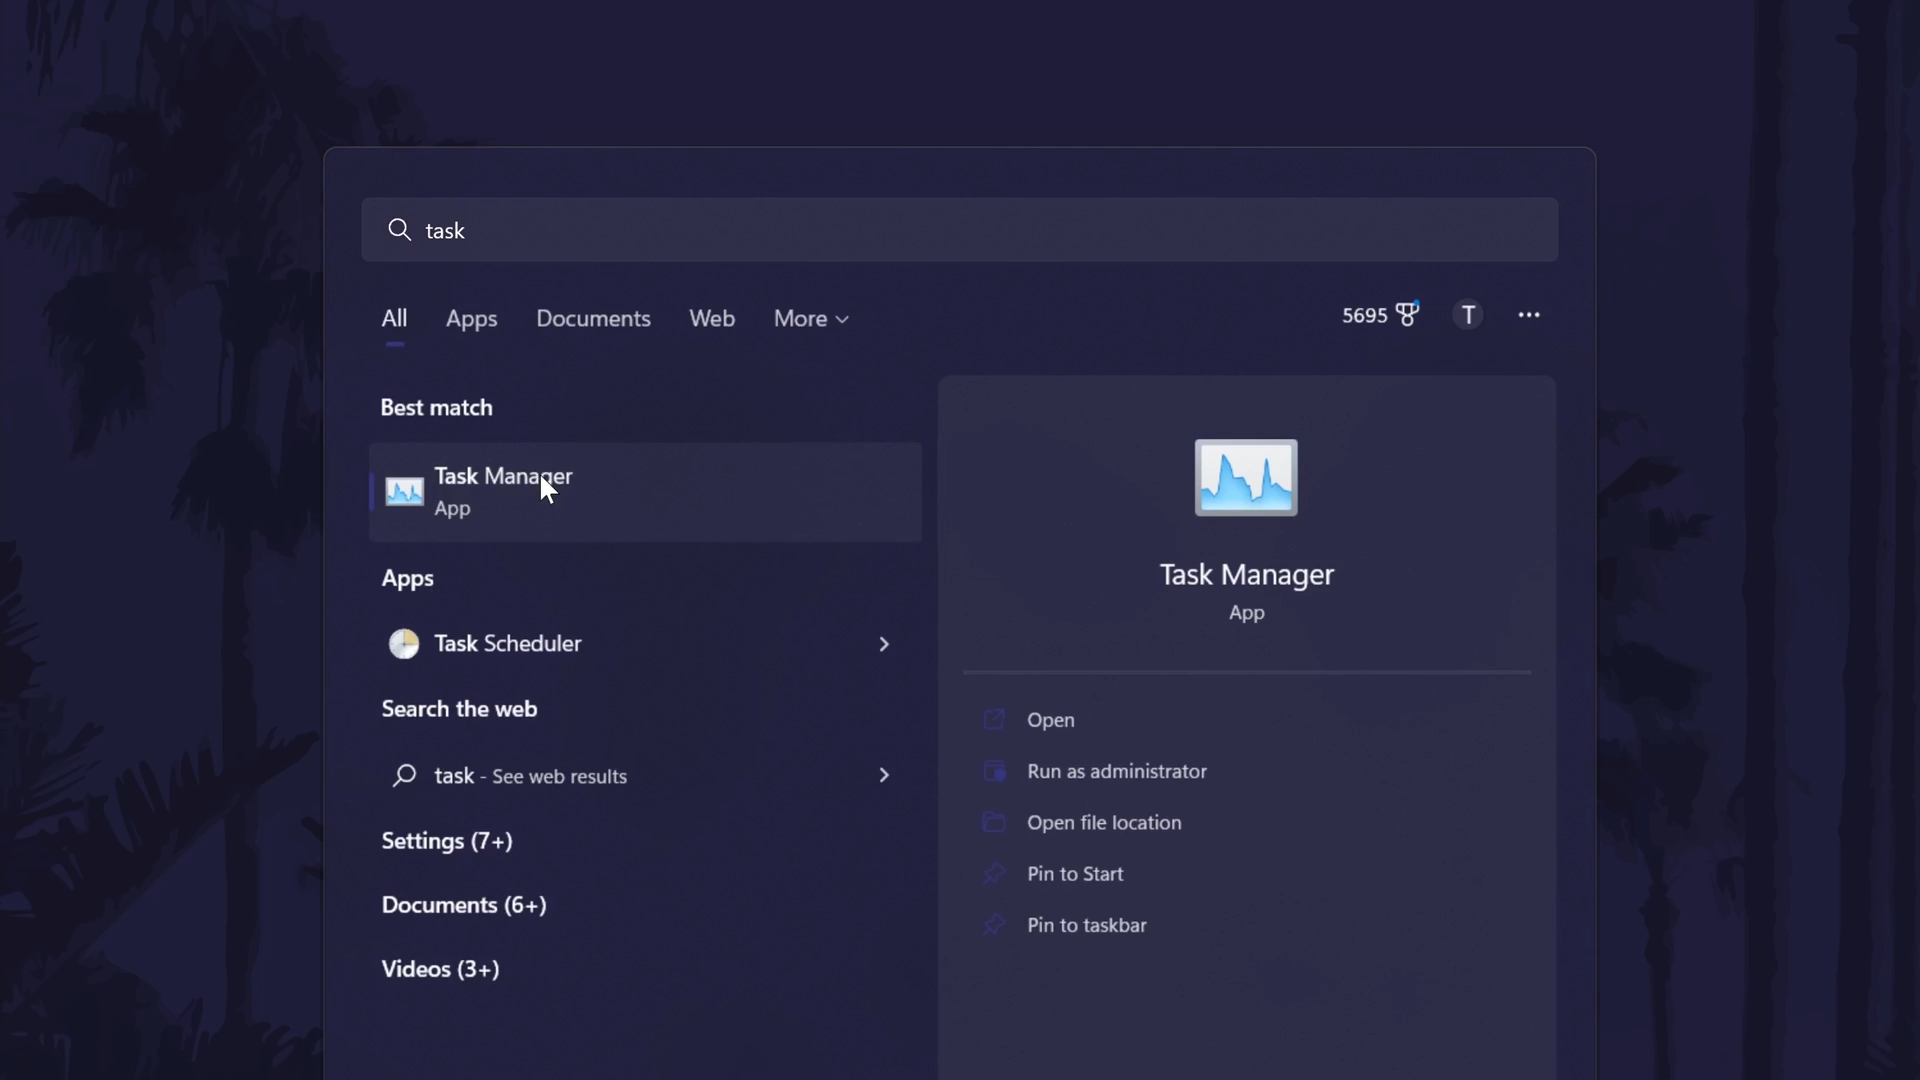 task
All Apps Documents Web More
5695 T
Best match
Task Manager
App
Apps
Task Scheduler
Search the web
task - See web results
Settings (7+)
Documents (6+)
Videos (3+)
Task Manager
App
Open
Run as administrator
Open file location
Pin to Start
Pin to taskbar